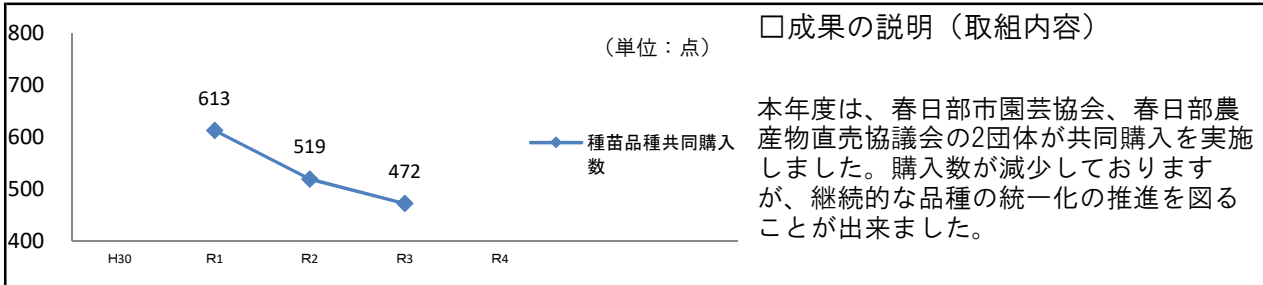 800
700
600
500
400
（単位：点）
613
519
472
種苗品種共同購入
数
H30
R1
R2
R3
R4
□成果の説明（取組内容）
本年度は、春日部市園芸協会、春日部農
産物直売協議会の2団体が共同購入を実施
しました。購入数が減少しております
が、継続的な品種の統一化の推進を図る
ことが出来ました。